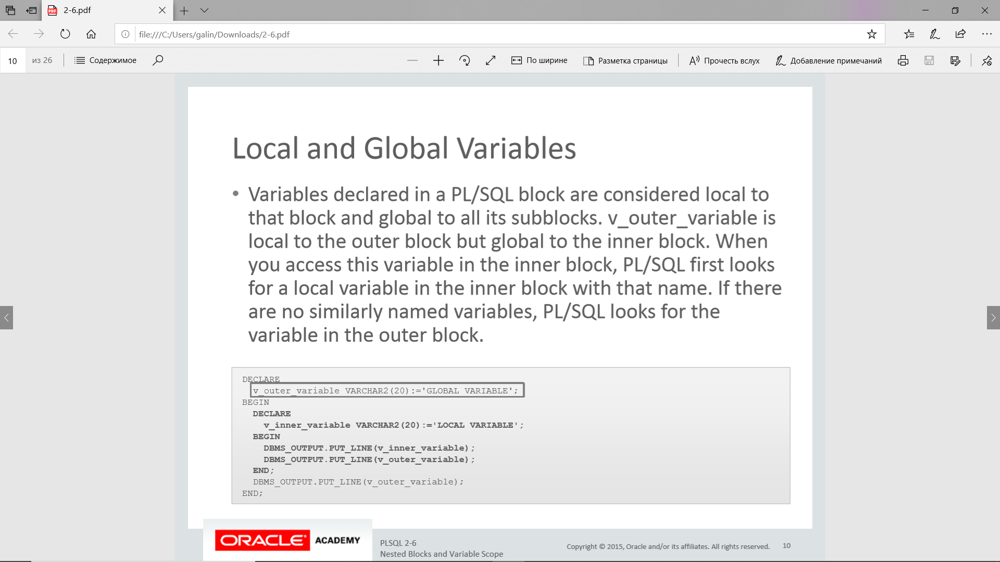 2-6.pdf
file:///C:/Users/galin/Downloads/2-6.pdf
10 из 26 Содержимое По ширине Разметка страницы Прочесть вслух Добавление примечаний
Local and Global Variables
• Variables declared in a PL/SQL block are considered local to
that block and global to all its subblocks. v_outer_variable is
local to the outer block but global to the inner block. When
you access this variable in the inner block, PL/SQL first looks
for a local variable in the inner block with that name. If there
are no similarly named variables, PL/SQL looks for the
variable in the outer block.
DECLARE
v_outer_variable VARCHAR2(20):='GLOBAL VARIABLE';
BEGIN
DECLARE
v_inner_variable VARCHAR2(20):='LOCAL VARIABLE';
BEGIN
DBMS_OUTPUT.PUT_LINE(v_inner_variable);
DBMS_OUTPUT.PUT_LINE(v_outer_variable);
END;
DBMS_OUTPUT.PUT_LINE(v_outer_variable);
END;
ORACLE ACADEMY
PLSQL 2-6
Nested Blocks and Variable Scope
Copyright © 2015, Oracle and/or its affiliates. All rights reserved. 10